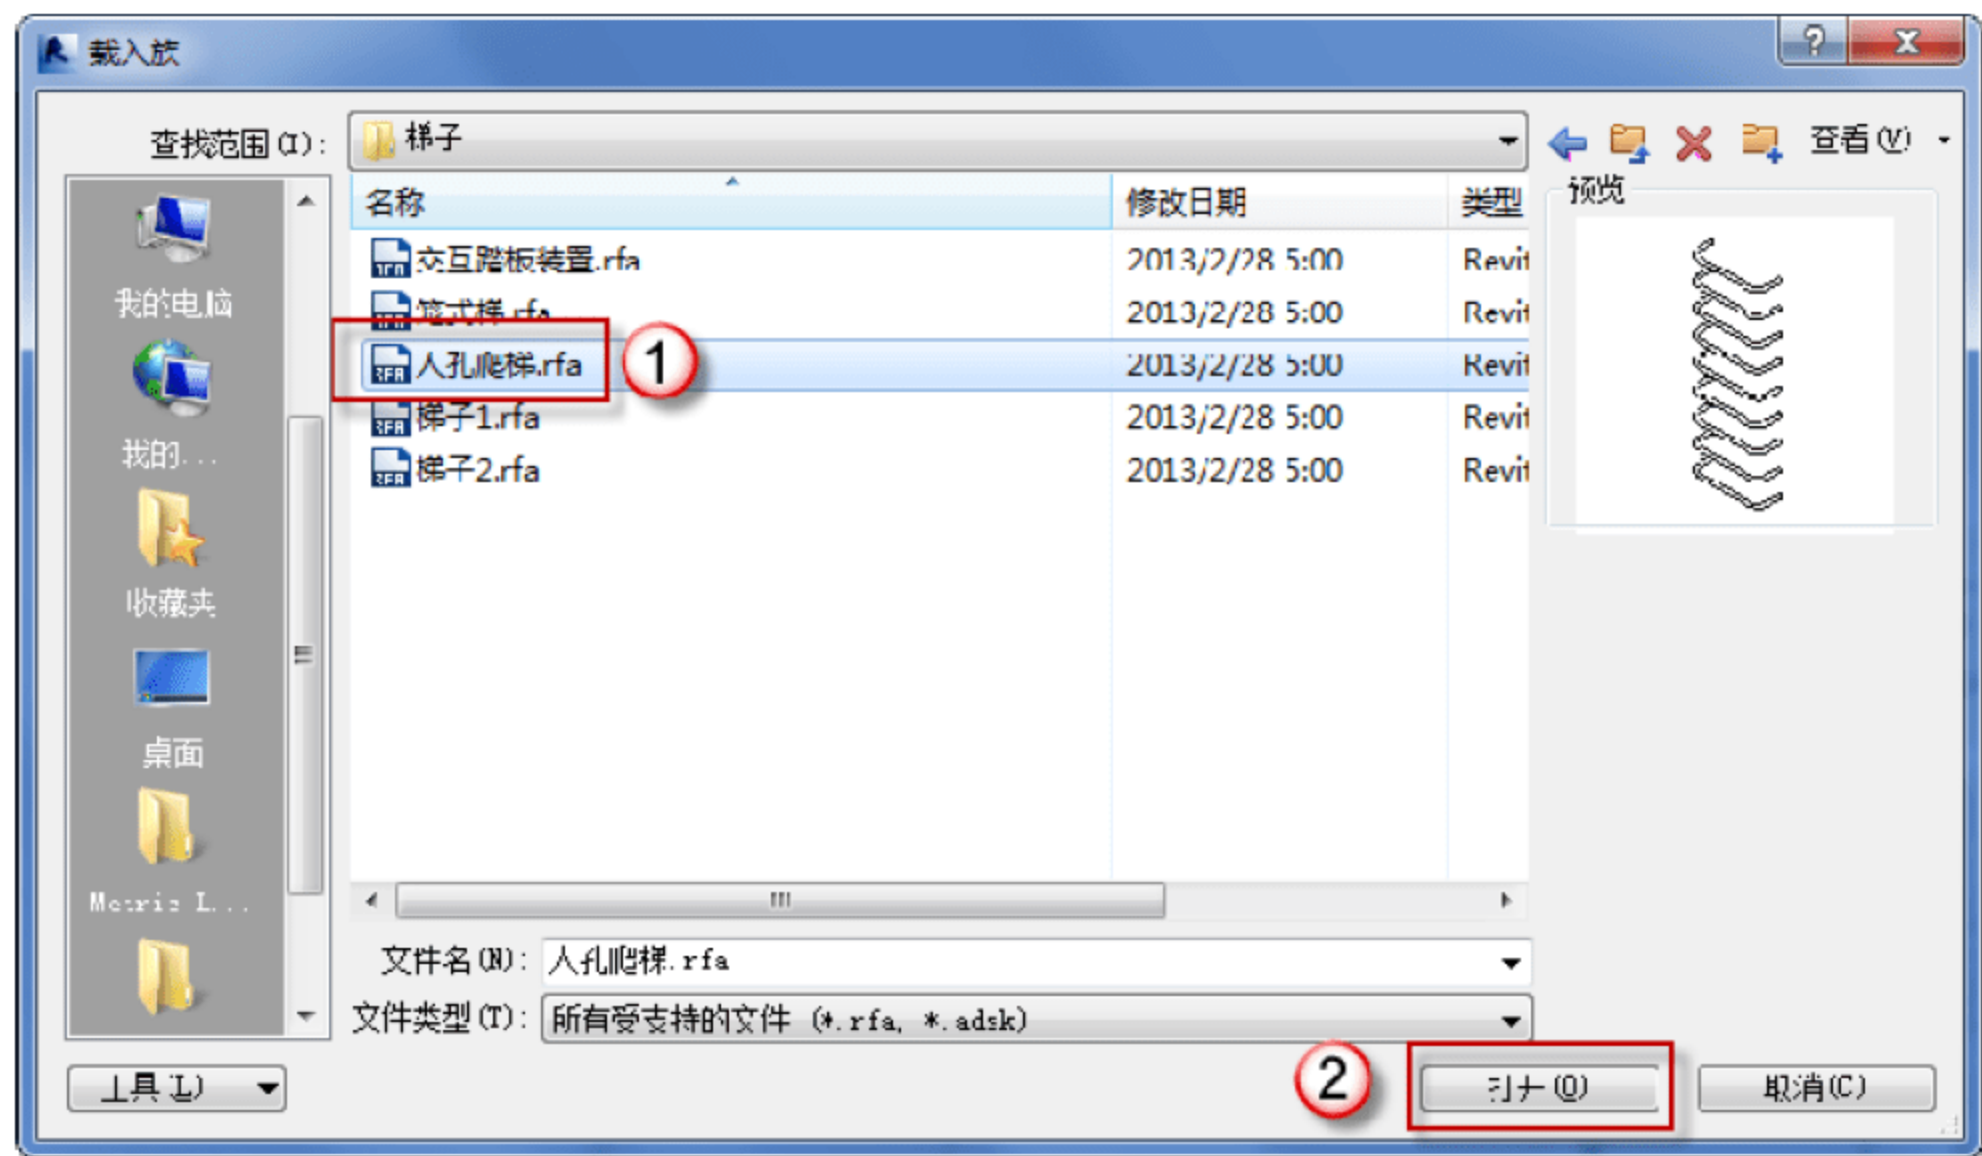 载入族
查找范围(I):
梯子
查看(V)
名称
修改日期
类型
预览
交互踏板装置.rfa
2013/2/28 5:00
Revit
笼式梯.rfa
2013/2/28 5:00
Revit
人孔爬梯.rfa
1
2013/2/28 5:00
Revit
梯子1.rfa
2013/2/28 5:00
Revit
梯子2.rfa
2013/2/28 5:00
Revit
我的电脑
我的...
收藏夹
桌面
Metric L...
文件名(N):
人孔爬梯.rfa
文件类型(T):
所有受支持的文件 (*.rfa, *.adsk)
工具(L)
2
打开(O)
取消(C)